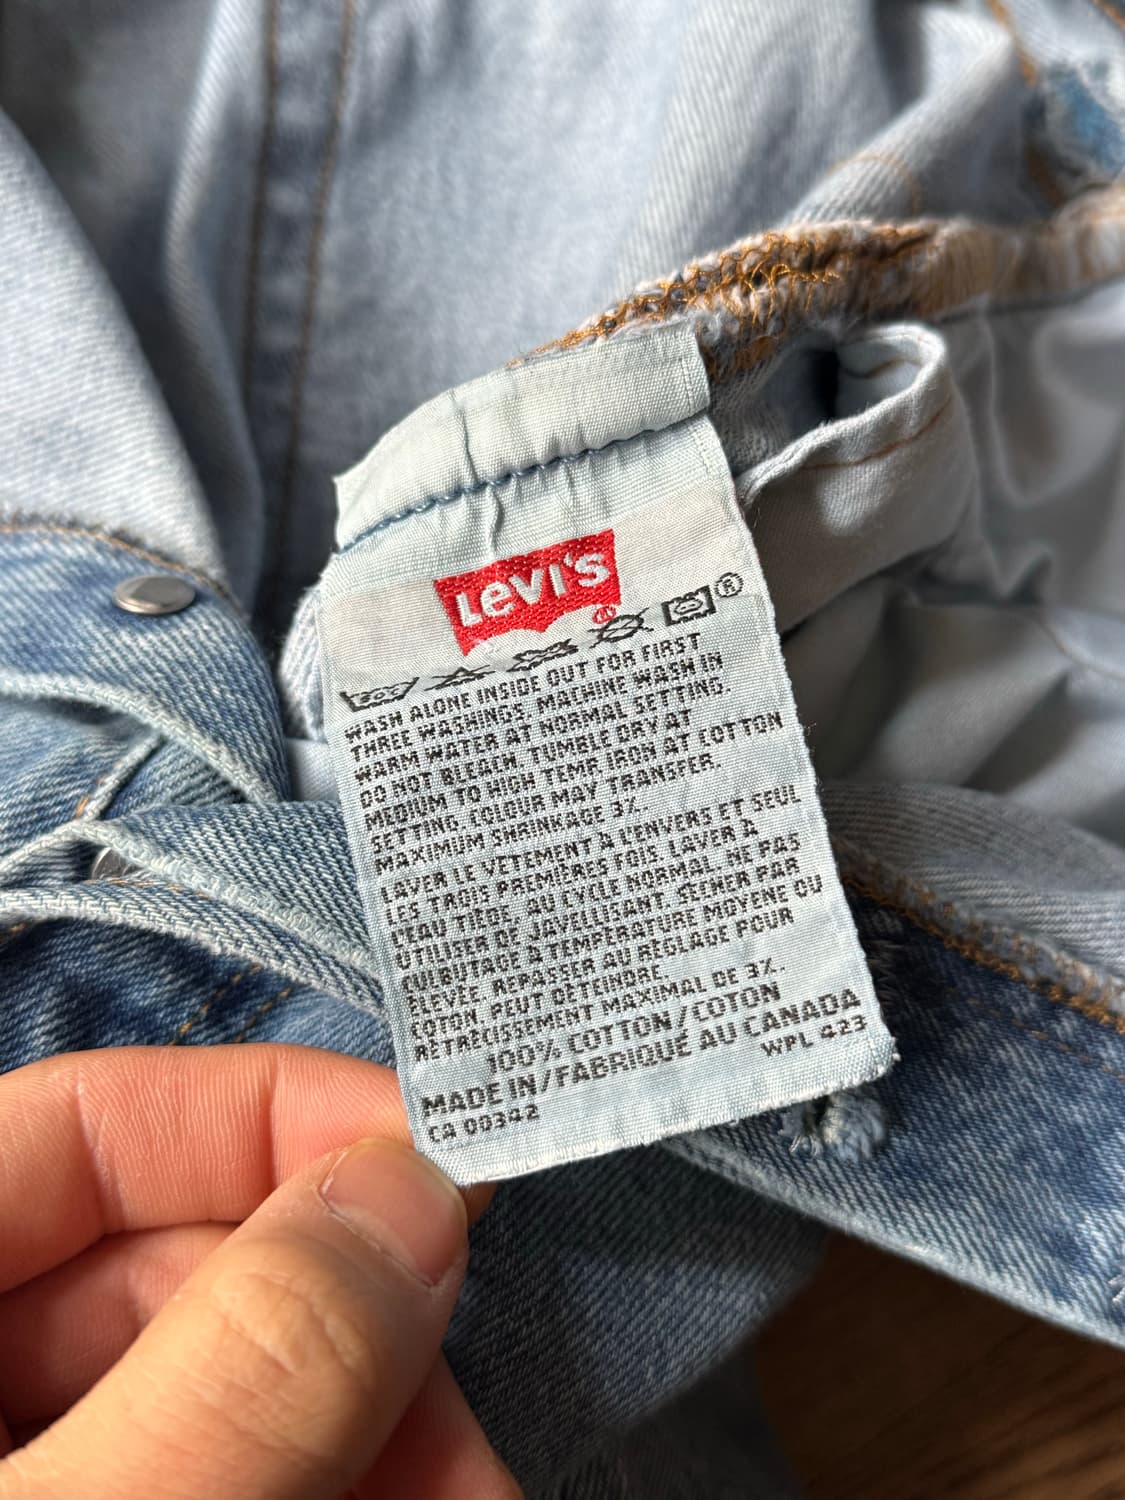 Levi's
®
WASH ALONE INSIDE OUT FOR FIRST
THREE WASHINGS. MACHINE WASH IN
WARM WATER AT NORMAL SETTING.
DO NOT BLEACH. TUMBLE DRY AT
MEDIUM TO HIGH TEMP. IRON AT COTTON
SETTING. COLOUR MAY TRANSFER.
MAXIMUM SHRINKAGE 3%.
LAVER LE VETEMENT À L'ENVERS ET SEUL
LES TROIS PREMIÈRES FOIS. LAVER À
L'EAU TIÈDE, AU CYCLE NORMAL. NE PAS
UTILISER DE JAVELLISANT. SÉCHER PAR
CULBUTAGE À TEMPÉRATURE MOYENNE OU
ÉLEVÉE. REPASSER AU RÉGLAGE POUR
COTON. PEUT DÉTEINDRE.
RÉTRÉCISSEMENT MAXIMAL DE 3%.
100% COTTON/COTON
MADE IN/FABRIQUÉ AU CANADA
CA 00342 WPL 423